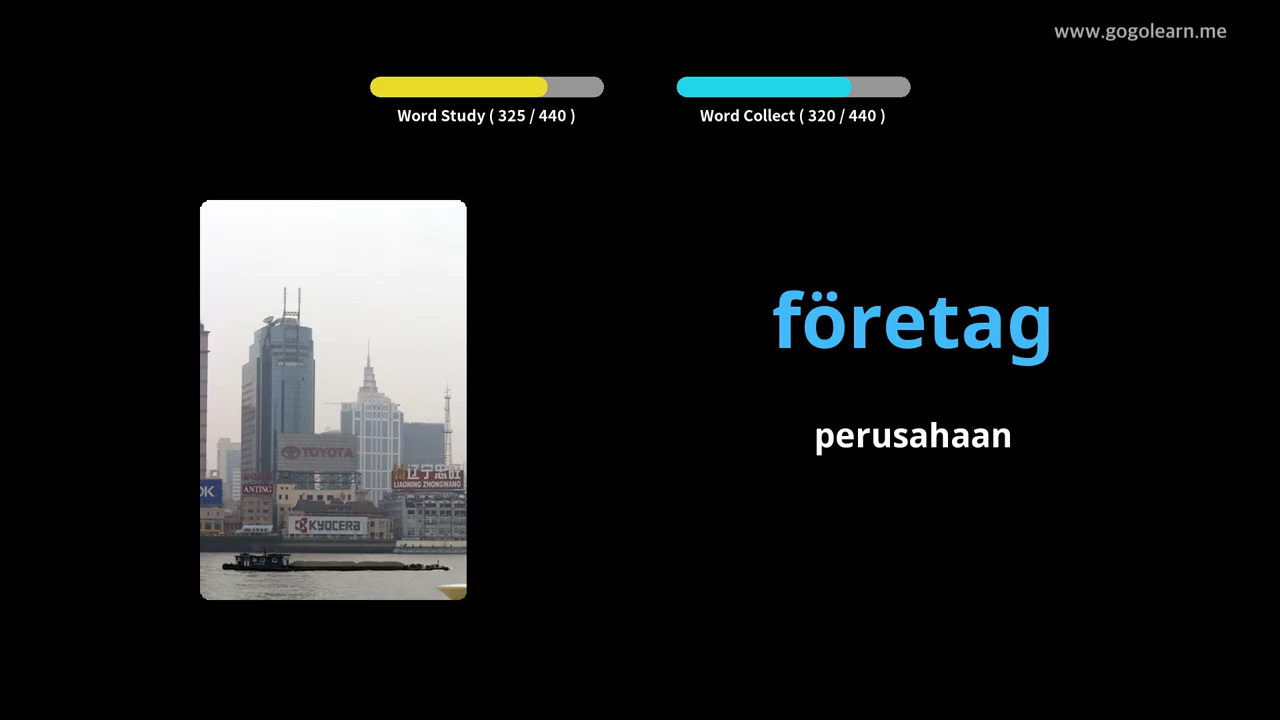 www.gogolearn.me
Word Study ( 325 / 440 )
Word Collect ( 320 / 440 )
företag
perusahaan
TOYOTA
辽宁忠旺
LIAONING ZHONGWANG
OK
ANTING
KYOCERA